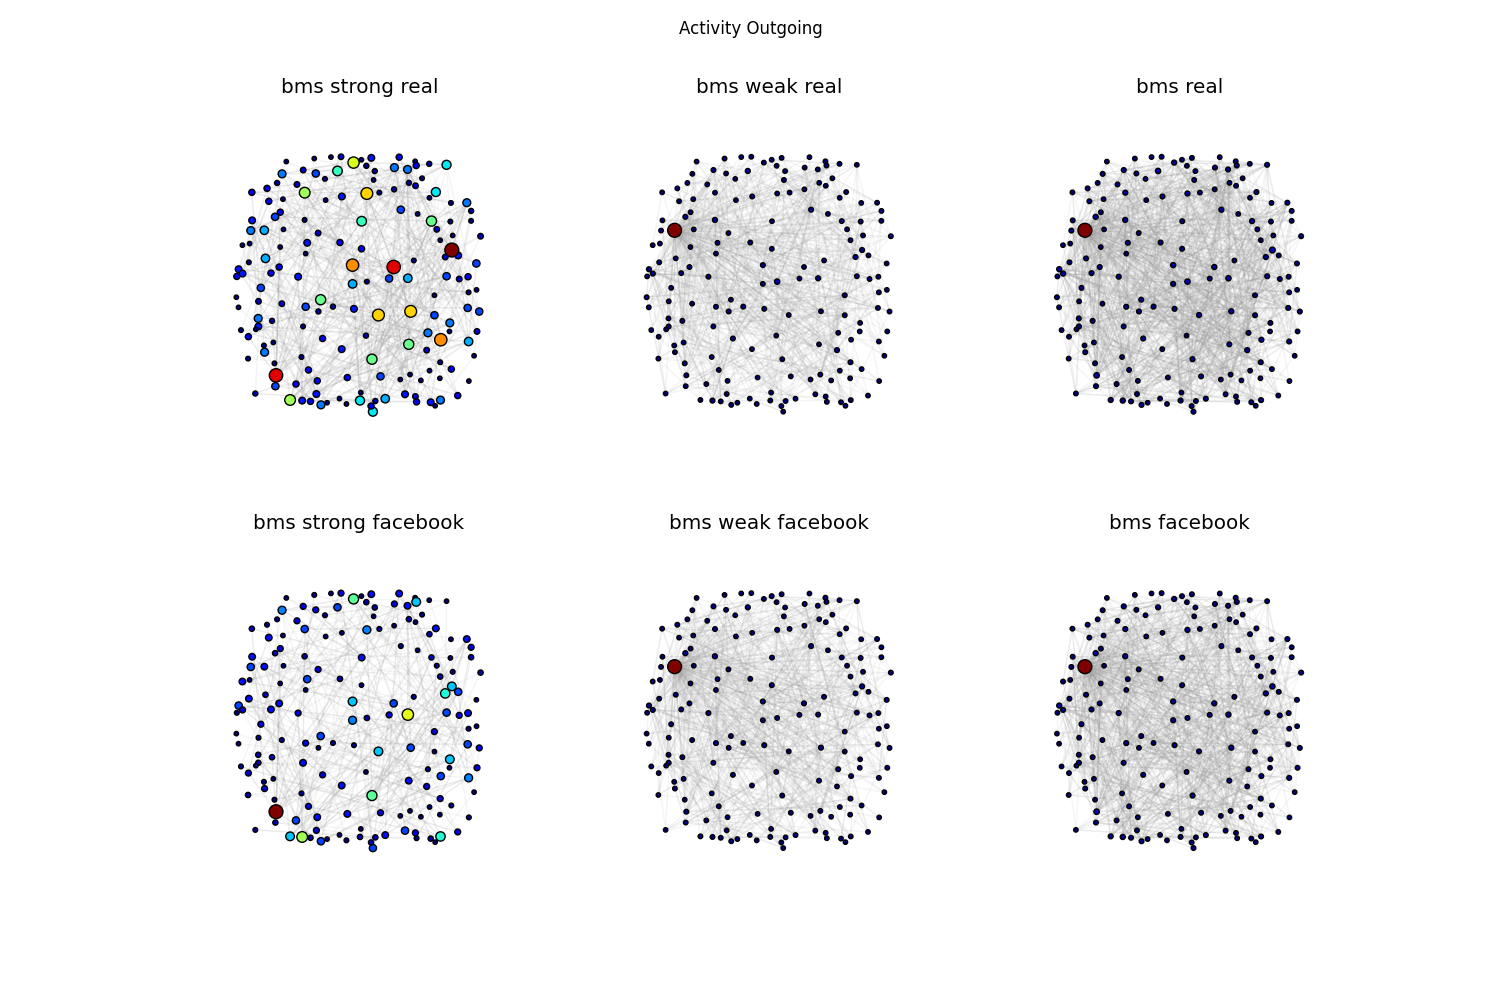 Activity Outgoing
bms strong real
bms weak real
bms real
bms strong facebook
bms weak facebook
bms facebook